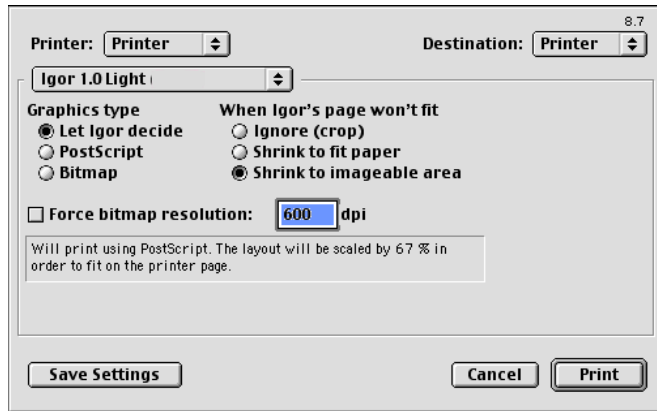 8.7
Printer: Printer Destination: Printer
Igor 1.0 Light
Graphics type When Igor's page won't fit
Let Igor decide Ignore (crop)
PostScript Shrink to fit paper
Bitmap Shrink to imageable area
Force bitmap resolution: 600 dpi
Will print using PostScript. The layout will be scaled by 67 % in
order to fit on the printer page.
Save Settings Cancel Print